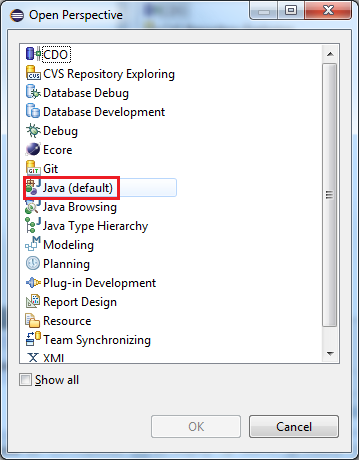 Open Perspective
CDO
CVS Repository Exploring
Database Debug
Database Development
Debug
Ecore
Git
Java (default)
Java Browsing
Java Type Hierarchy
Modeling
Planning
Plug-in Development
Report Design
Resource
Team Synchronizing
XML
Show all
OK
Cancel